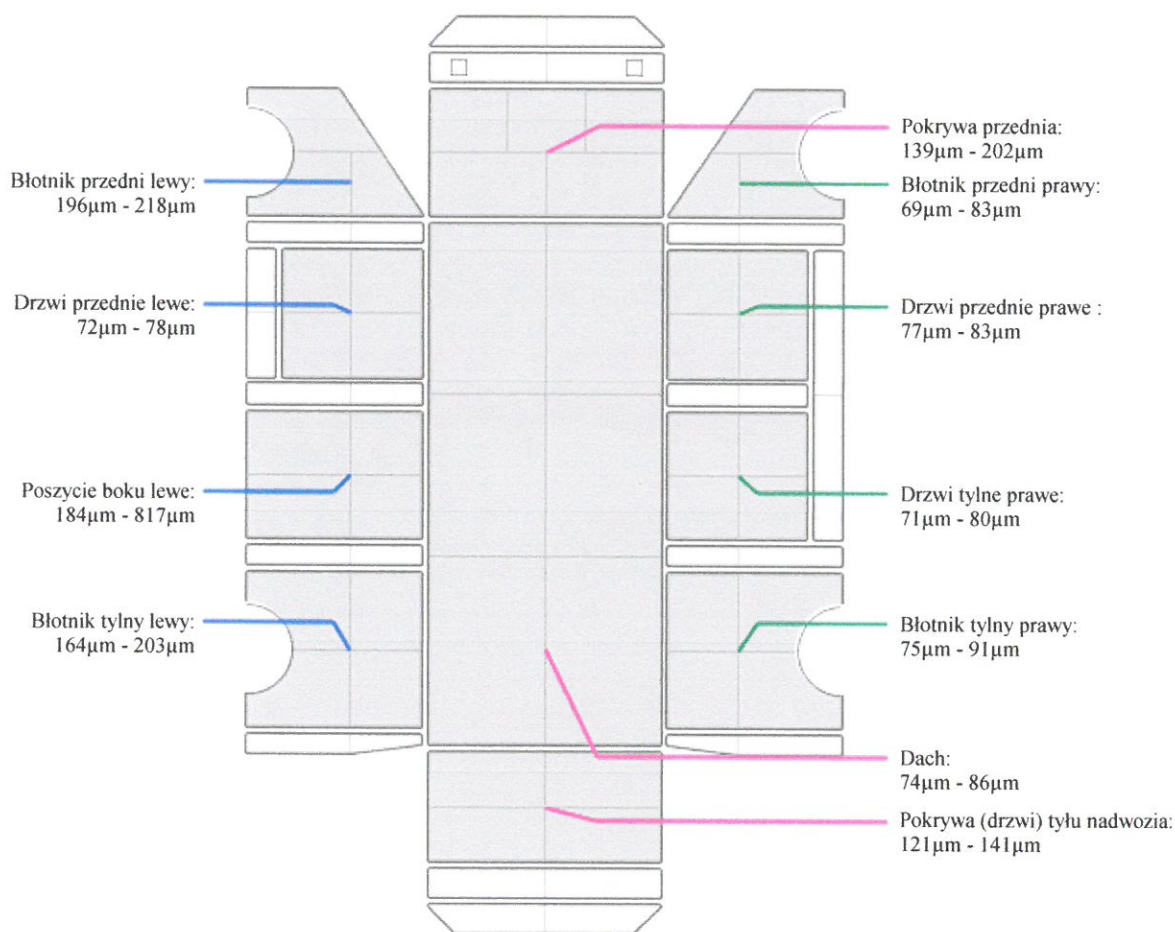 Pokrywa przednia:
139µm - 202µm
Błotnik przedni lewy:
196µm - 218µm
Błotnik przedni prawy:
69µm - 83µm
Drzwi przednie lewe:
72µm - 78µm
Drzwi przednie prawe :
77µm - 83µm
Poszycie boku lewe:
184µm - 817µm
Drzwi tylne prawe:
71µm - 80µm
Błotnik tylny lewy:
164µm - 203µm
Błotnik tylny prawy:
75µm - 91µm
Dach:
74µm - 86µm
Pokrywa (drzwi) tyłu nadwozia:
121µm - 141µm